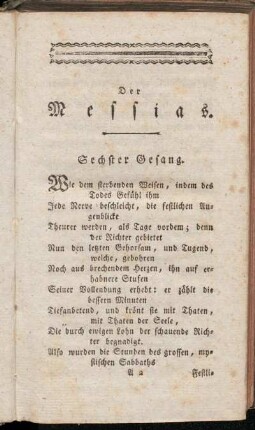 Der
Messias.
Sechster Gesang.
Wie dem sterbenden Weisen, indem des
Todes Gefühl ihm
Jede Nerve beschleicht, die festlichen Au-
genblicke
Theurer werden, als Tage vordem; denn
der Richter gebietet
Nun den letzten Gehorsam, und Tugend,
welche, gebohren
Noch aus brechendem Herzen, ihn auf er-
habnere Stufen
Seiner Vollendung erhebt: er zählt die
bessern Minuten
Tiefanbetend, und krönt sie mit Thaten,
mit Thaten der Seele,
Die durch ewigen Lohn der schauende Rich-
ter begnadigt.
Also wurden die Stunden des grossen, my-
stischen Sabbaths
A a Festli-